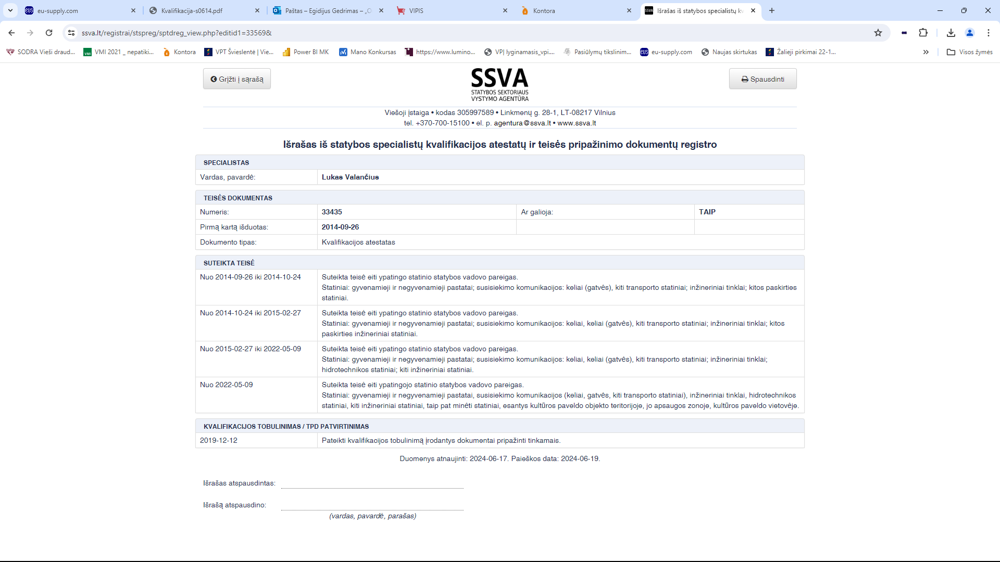 eu-supply.com
Kvalifikacija-s0614.pdf
Paštas – Egidijus Gedrimas – „O
VIPIS
Kontora
Išrašas iš statybos specialistų kv
ssva.lt/registrai/stspreg/sptdreg_view.php?editid1=33569&
SODRA Vieši draud...
VMI 2021 _ nepatiki...
Kontora
VPT Švieslentė | Vie...
Power BI MK
Mano Konkursas
https://www.lumino...
VPĮ lyginamasis_vpi....
Pasiūlymų tikslinim...
eu-supply.com
Naujas skirtukas
Žalieji pirkimai 22-1...
Visos žymės
Grįžti į sąrašą
SSVA
STATYBOS SEKTORIAUS
VYSTYMO AGENTŪRA
Spausdinti
Viešoji įstaiga • kodas 305997589 • Linkmenų g. 28-1, LT-08217 Vilnius
tel. +370-700-15100 • el. p. agentura@ssva.lt • www.ssva.lt
Išrašas iš statybos specialistų kvalifikacijos atestatų ir teisės pripažinimo dokumentų registro
SPECIALISTAS
Vardas, pavardė: Lukas Valančius
TEISĖS DOKUMENTAS
Numeris: 33435 Ar galioja: TAIP
Pirmą kartą išduotas: 2014-09-26
Dokumento tipas: Kvalifikacijos atestatas
SUTEIKTA TEISĖ
Nuo 2014-09-26 iki 2014-10-24 Suteikta teisė eiti ypatingo statinio statybos vadovo pareigas.
Statiniai: gyvenamieji ir negyvenamieji pastatai; susisiekimo komunikacijos: keliai (gatvės), kiti transporto statiniai; inžineriniai tinklai; kitos paskirties
statiniai.
Nuo 2014-10-24 iki 2015-02-27 Suteikta teisė eiti ypatingo statinio statybos vadovo pareigas.
Statiniai: gyvenamieji ir negyvenamieji pastatai; susisiekimo komunikacijos: keliai, keliai (gatvės), kiti transporto statiniai; inžineriniai tinklai; kitos
paskirties inžineriniai statiniai.
Nuo 2015-02-27 iki 2022-05-09 Suteikta teisė eiti ypatingo statinio statybos vadovo pareigas.
Statiniai: gyvenamieji ir negyvenamieji pastatai; susisiekimo komunikacijos: keliai, keliai (gatvės), kiti transporto statiniai; inžineriniai tinklai;
hidrotechnikos statiniai; kiti inžineriniai statiniai.
Nuo 2022-05-09 Suteikta teisė eiti ypatingojo statinio statybos vadovo pareigas.
Statiniai: gyvenamieji ir negyvenamieji pastatai, susisiekimo komunikacijos (keliai, gatvės, kiti transporto statiniai), inžineriniai tinklai, hidrotechnikos
statiniai, kiti inžineriniai statiniai, taip pat minėti statiniai, esantys kultūros paveldo objekto teritorijoje, jo apsaugos zonoje, kultūros paveldo vietovėje.
KVALIFIKACIJOS TOBULINIMAS / TPD PATVIRTINIMAS
2019-12-12 Pateikti kvalifikacijos tobulinimą įrodantys dokumentai pripažinti tinkamais.
Duomenys atnaujinti: 2024-06-17. Paieškos data: 2024-06-19.
Išrašas atspausdintas:
Išrašą atspausdino:
(vardas, pavardė, parašas)